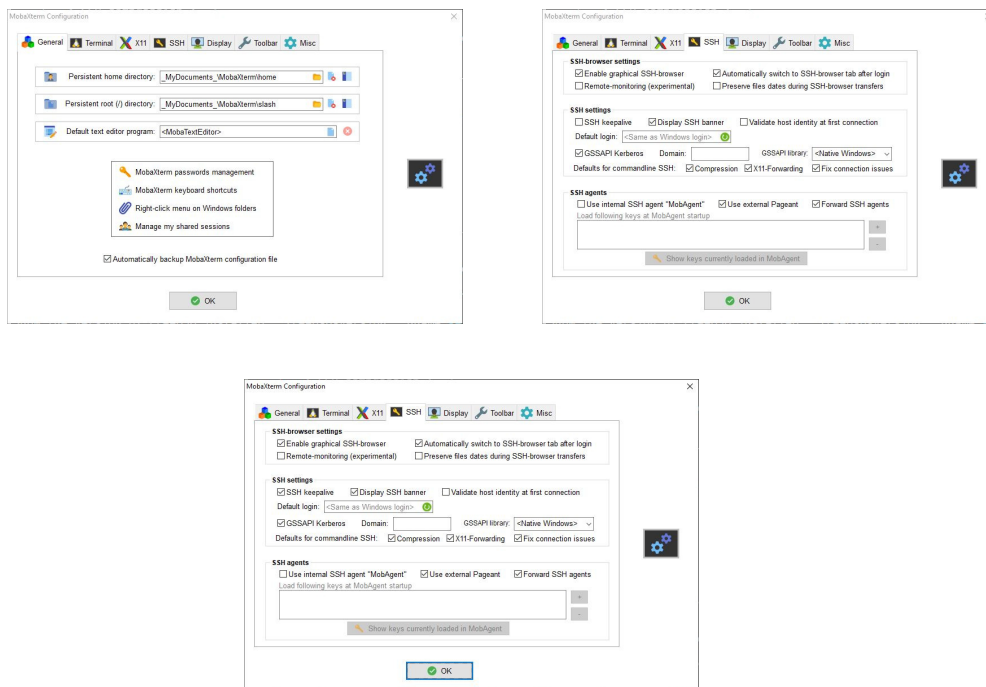 MobaXterm Configuration
General Terminal X11 SSH Display Toolbar Misc
Persistent home directory: _MyDocuments_\MobaXterm\home
Persistent root (/) directory: _MyDocuments_\MobaXterm\slash
Default text editor program: <MobaTextEditor>
MobaXterm passwords management
MobaXterm keyboard shortcuts
Right-click menu on Windows folders
Manage my shared sessions
Automatically backup MobaXterm configuration file
OK
MobaXterm Configuration
General Terminal X11 SSH Display Toolbar Misc
SSH-browser settings
Enable graphical SSH-browser Automatically switch to SSH-browser tab after login
Remote-monitoring (experimental) Preserve files dates during SSH-browser transfers
SSH settings
SSH keepalive Display SSH banner Validate host identity at first connection
Default login: <Same as Windows login>
GSSAPI Kerberos Domain: GSSAPI library: <Native Windows>
Defaults for commandline SSH: Compression X11-Forwarding Fix connection issues
SSH agents
Use internal SSH agent "MobAgent" Use external Pageant Forward SSH agents
Load following keys at MobAgent startup
+
-
Show keys currently loaded in MobAgent
OK
MobaXterm Configuration
General Terminal X11 SSH Display Toolbar Misc
SSH-browser settings
Enable graphical SSH-browser Automatically switch to SSH-browser tab after login
Remote-monitoring (experimental) Preserve files dates during SSH-browser transfers
SSH settings
SSH keepalive Display SSH banner Validate host identity at first connection
Default login: <Same as Windows login>
GSSAPI Kerberos Domain: GSSAPI library: <Native Windows>
Defaults for commandline SSH: Compression X11-Forwarding Fix connection issues
SSH agents
Use internal SSH agent "MobAgent" Use external Pageant Forward SSH agents
Load following keys at MobAgent startup
+
-
Show keys currently loaded in MobAgent
OK